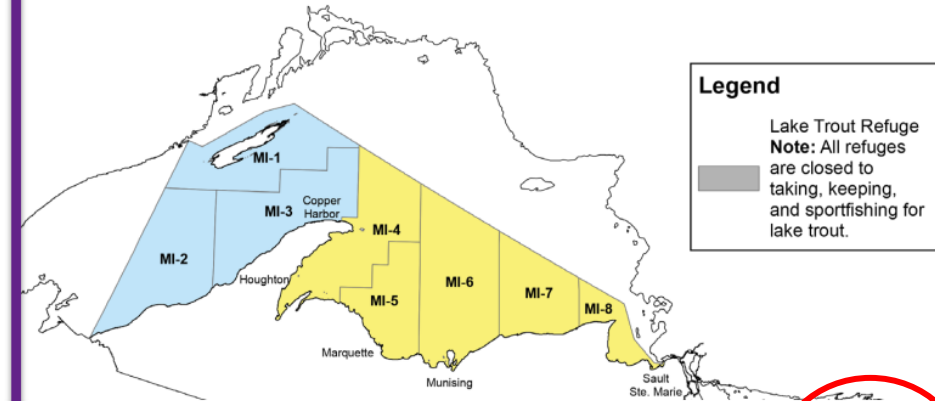 Legend
Lake Trout Refuge
Note: All refuges
are closed to
taking, keeping,
and sportfishing for
lake trout.
MI-1
MI-3
Copper
Harbor
MI-4
MI-2
Houghton
MI-5
MI-6
MI-7
MI-8
Marquette
Munising
Sault
Ste. Marie